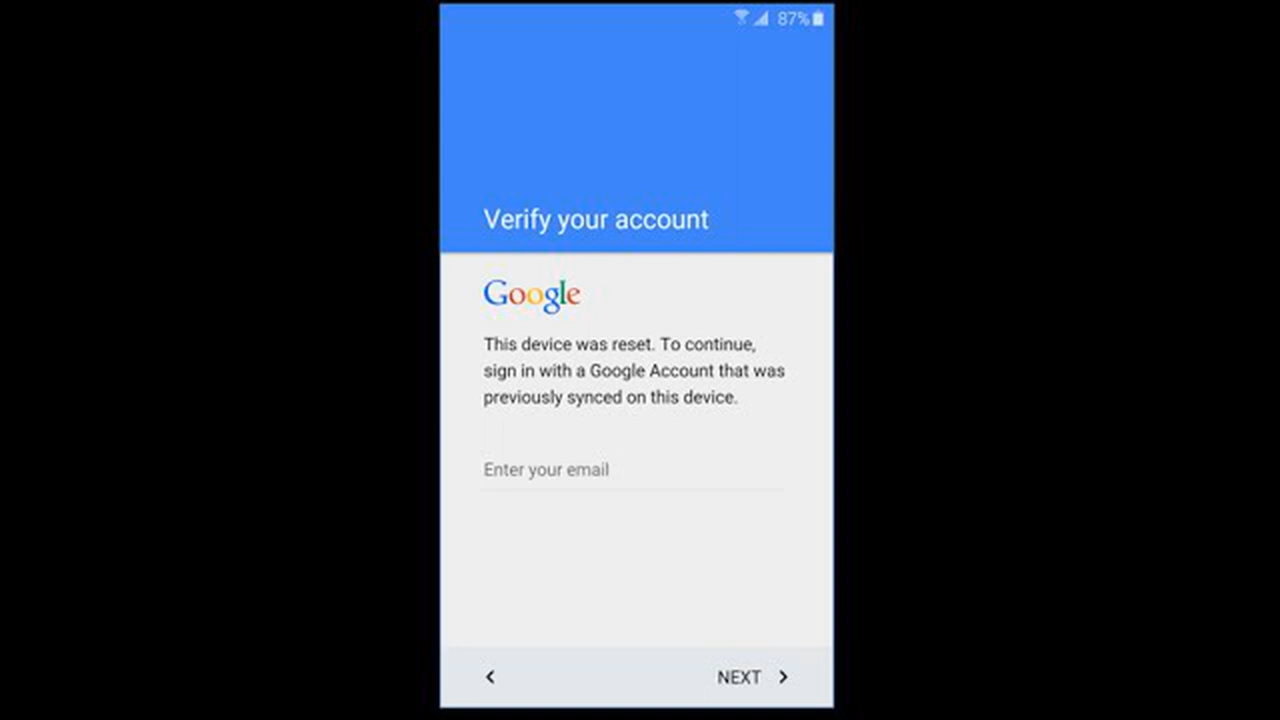 87%
Verify your account
Google
This device was reset. To continue,
sign in with a Google Account that was
previously synced on this device.
Enter your email
NEXT